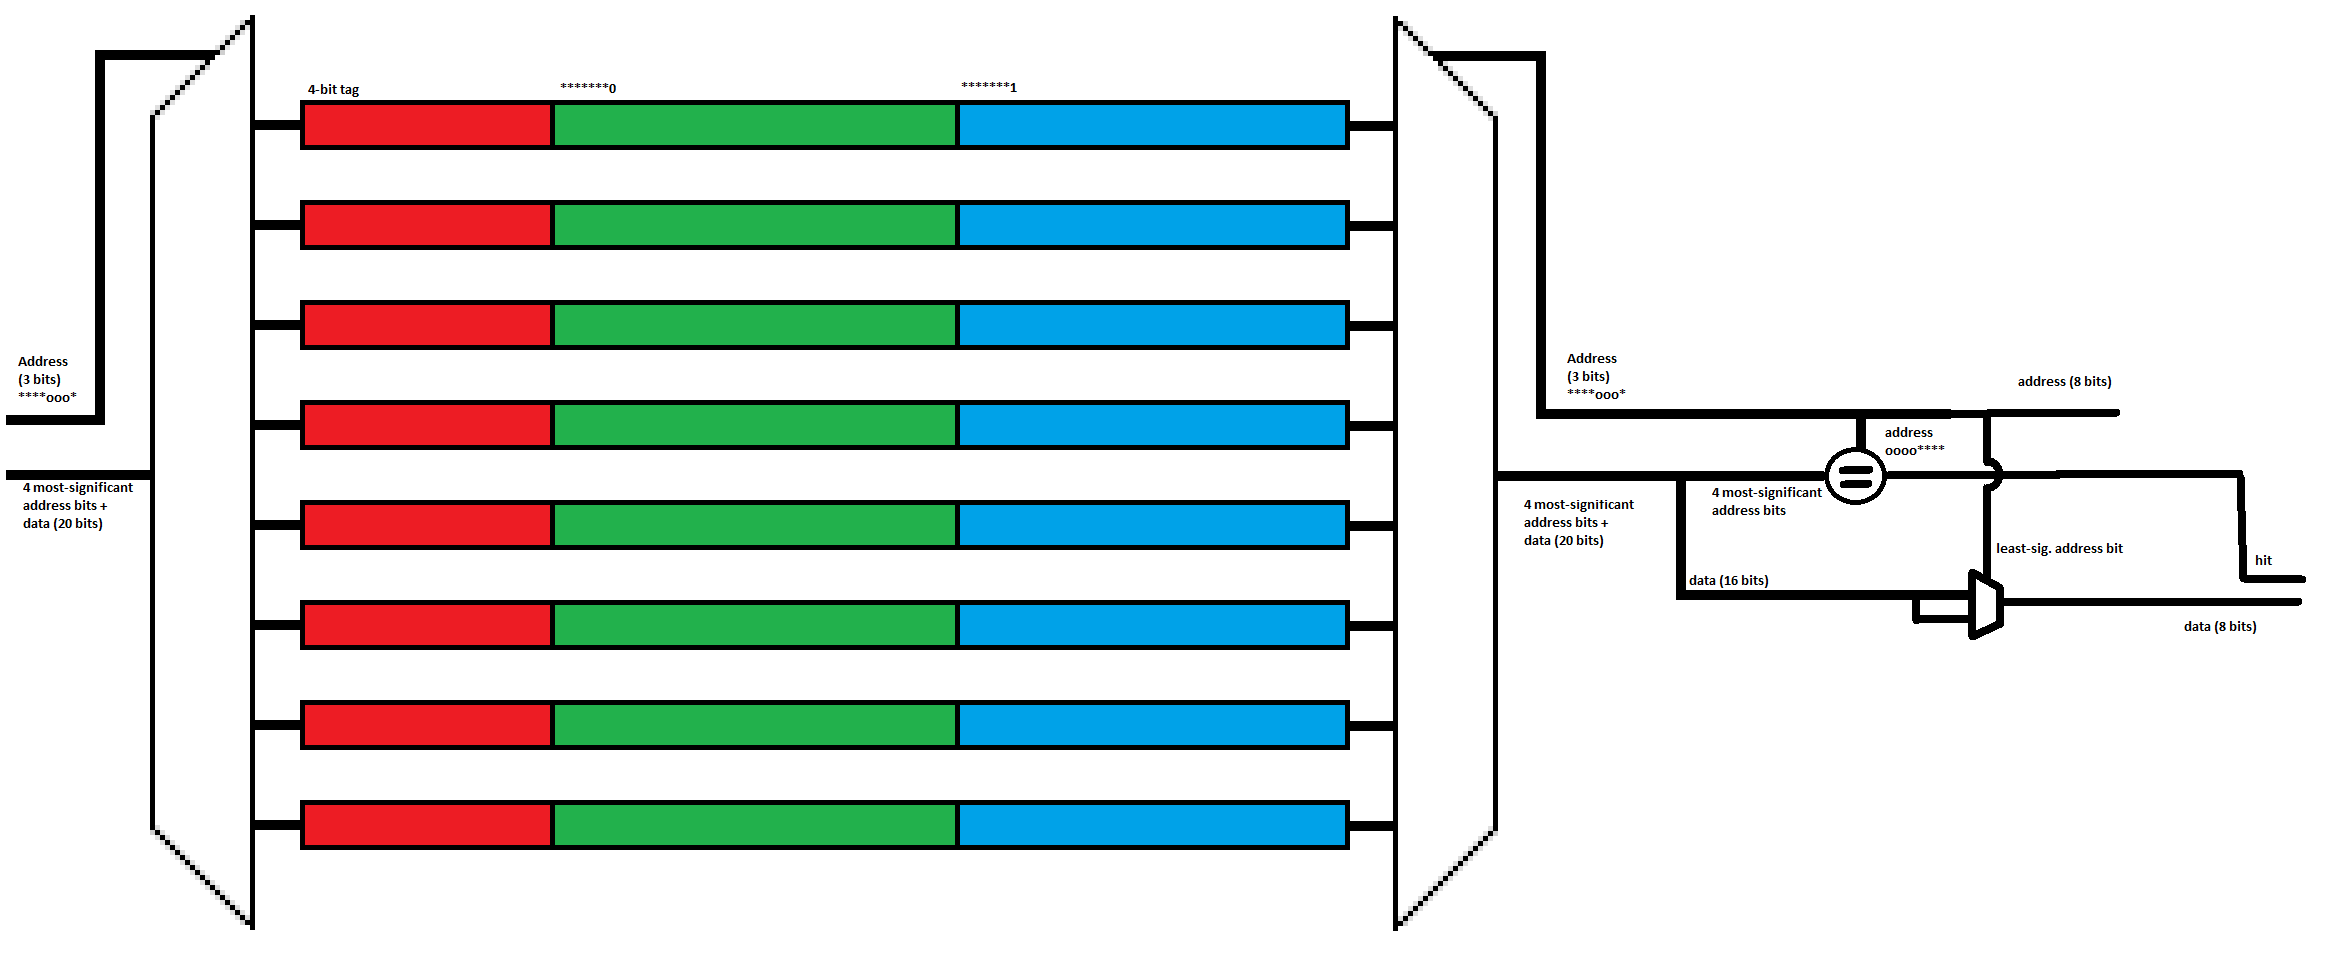 4-bit tag
*******0
*******1
Address
(3 bits)
****ooo*
4 most-significant
address bits +
data (20 bits)
Address
(3 bits)
****ooo*
address (8 bits)
address
oooo****
4 most-significant
address bits +
data (20 bits)
4 most-significant
address bits
least-sig. address bit
hit
data (16 bits)
data (8 bits)